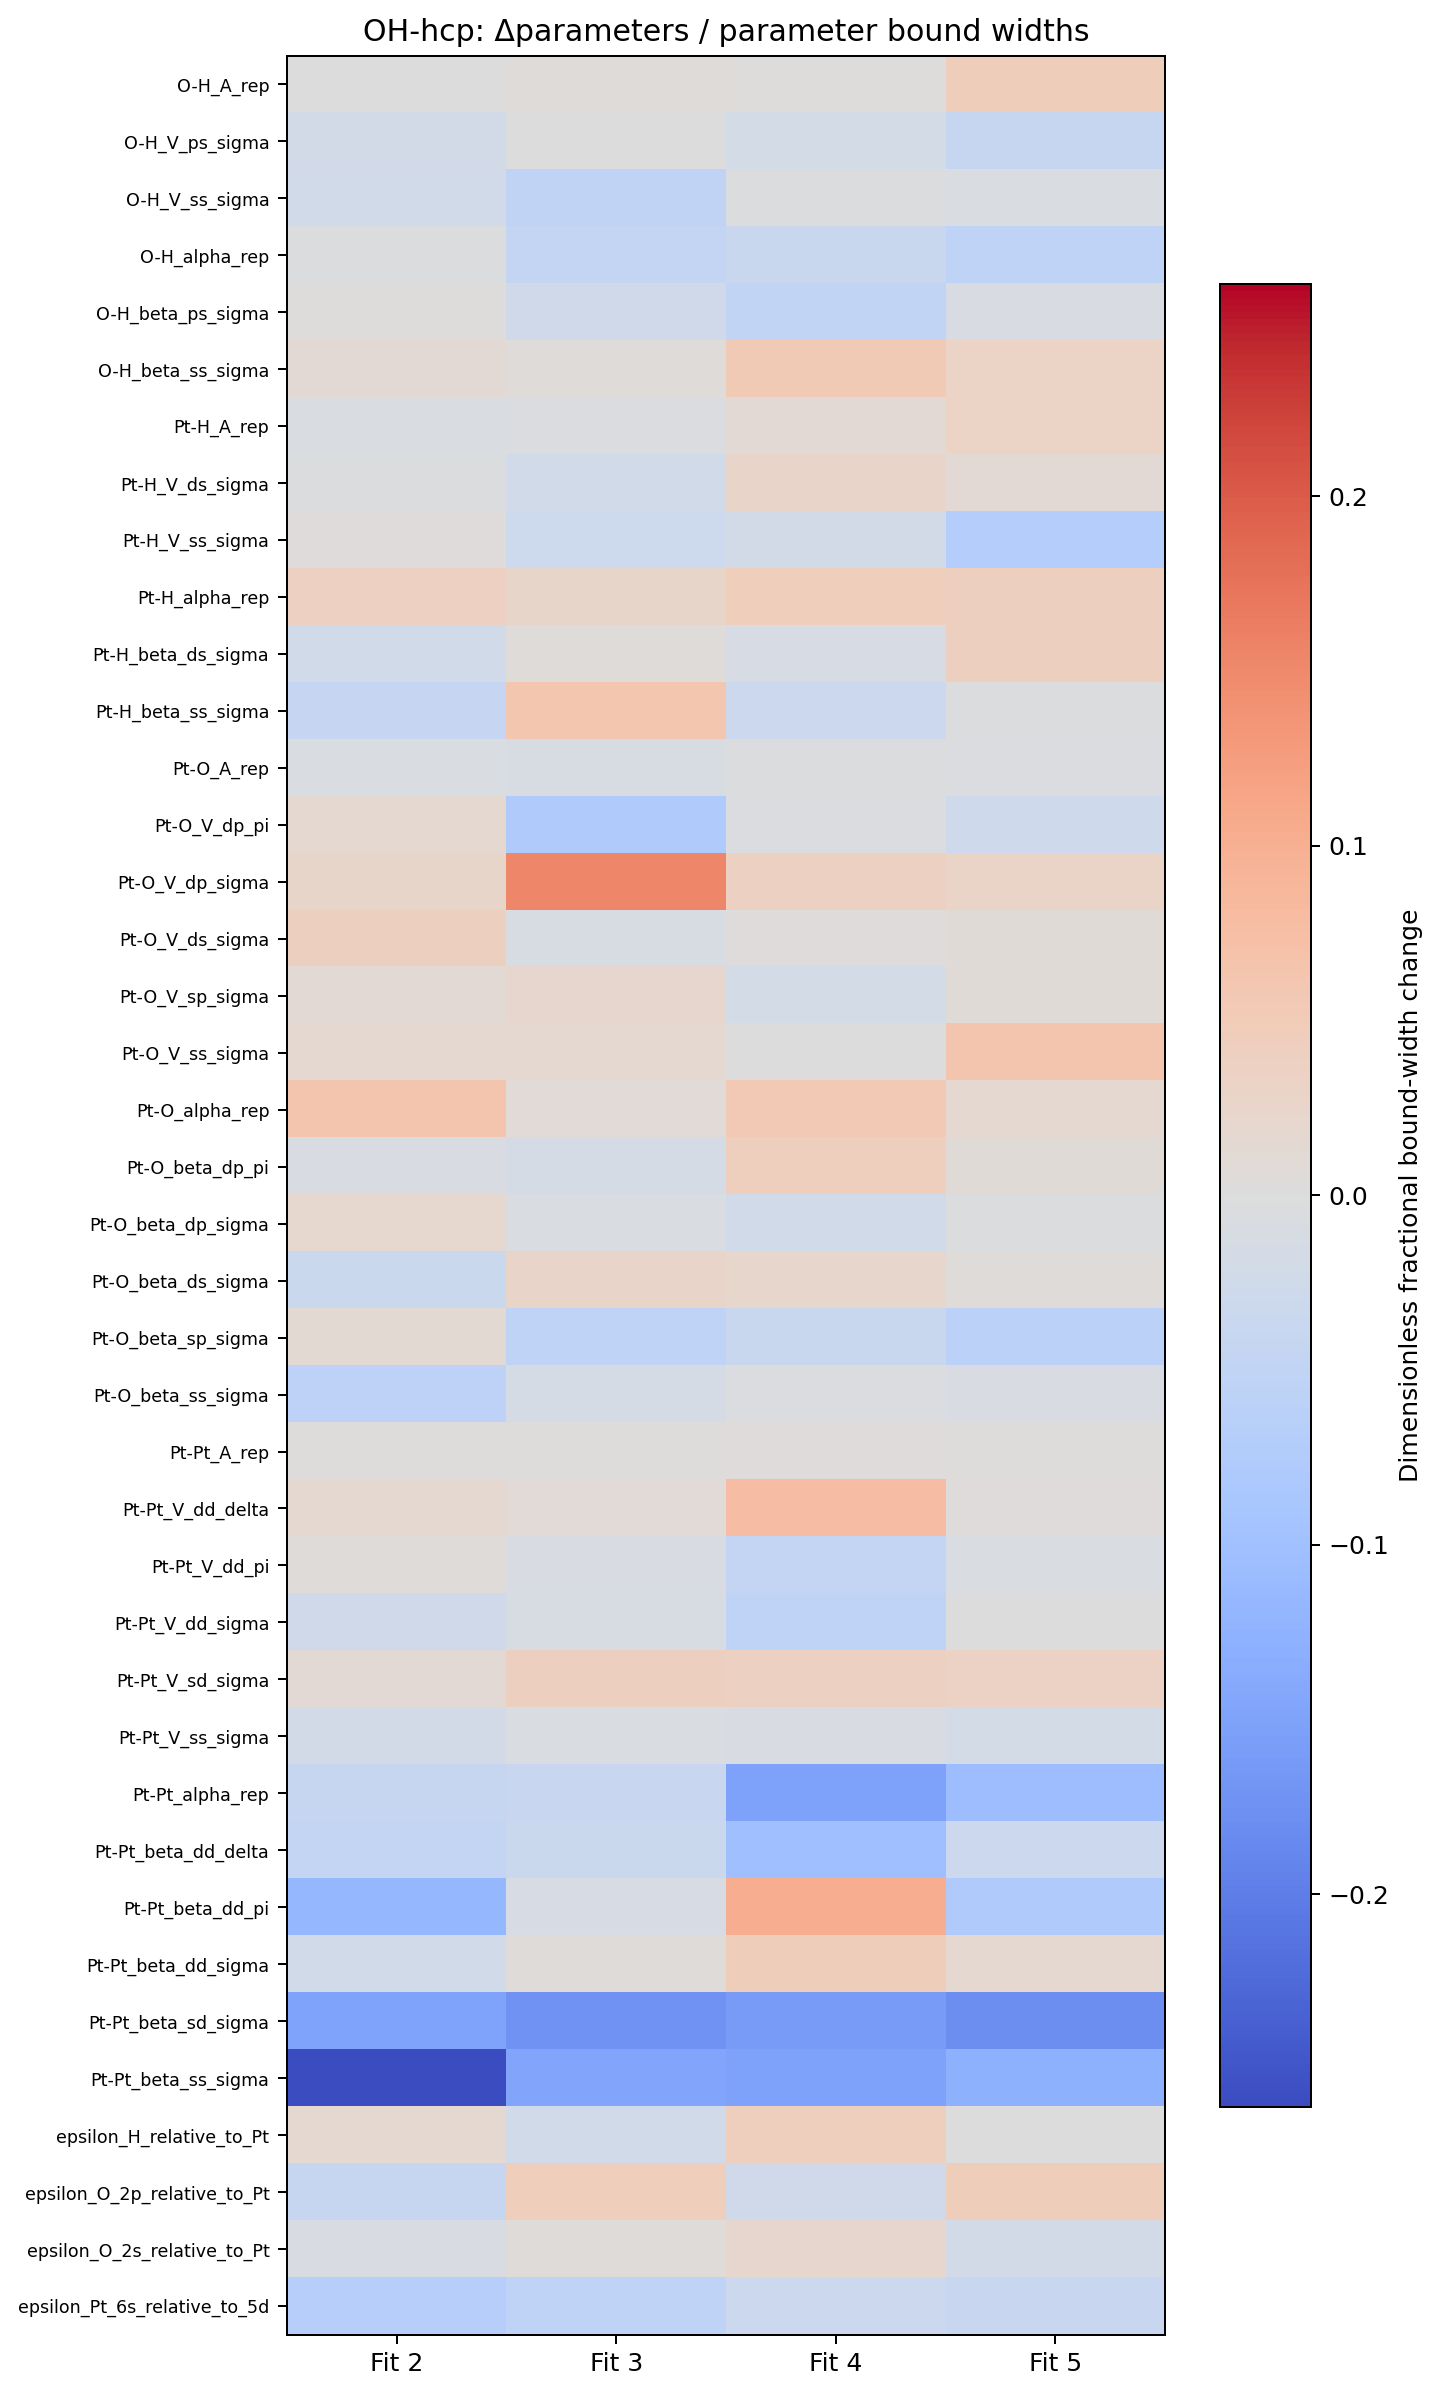 OH-hcp: Δparameters / parameter bound widths
O-H_A_rep
O-H_V_ps_sigma
O-H_V_ss_sigma
O-H_alpha_rep
O-H_beta_ps_sigma
O-H_beta_ss_sigma
Pt-H_A_rep
Pt-H_V_ds_sigma
Pt-H_V_ss_sigma
Pt-H_alpha_rep
Pt-H_beta_ds_sigma
Pt-H_beta_ss_sigma
Pt-O_A_rep
Pt-O_V_dp_pi
Pt-O_V_dp_sigma
Pt-O_V_ds_sigma
Pt-O_V_sp_sigma
Pt-O_V_ss_sigma
Pt-O_alpha_rep
Pt-O_beta_dp_pi
Pt-O_beta_dp_sigma
Pt-O_beta_ds_sigma
Pt-O_beta_sp_sigma
Pt-O_beta_ss_sigma
Pt-Pt_A_rep
Pt-Pt_V_dd_delta
Pt-Pt_V_dd_pi
Pt-Pt_V_dd_sigma
Pt-Pt_V_sd_sigma
Pt-Pt_V_ss_sigma
Pt-Pt_alpha_rep
Pt-Pt_beta_dd_delta
Pt-Pt_beta_dd_pi
Pt-Pt_beta_dd_sigma
Pt-Pt_beta_sd_sigma
Pt-Pt_beta_ss_sigma
epsilon_H_relative_to_Pt
epsilon_O_2p_relative_to_Pt
epsilon_O_2s_relative_to_Pt
epsilon_Pt_6s_relative_to_5d
Fit 2
Fit 3
Fit 4
Fit 5
0.2
0.1
0.0
−0.1
−0.2
Dimensionless fractional bound-width change